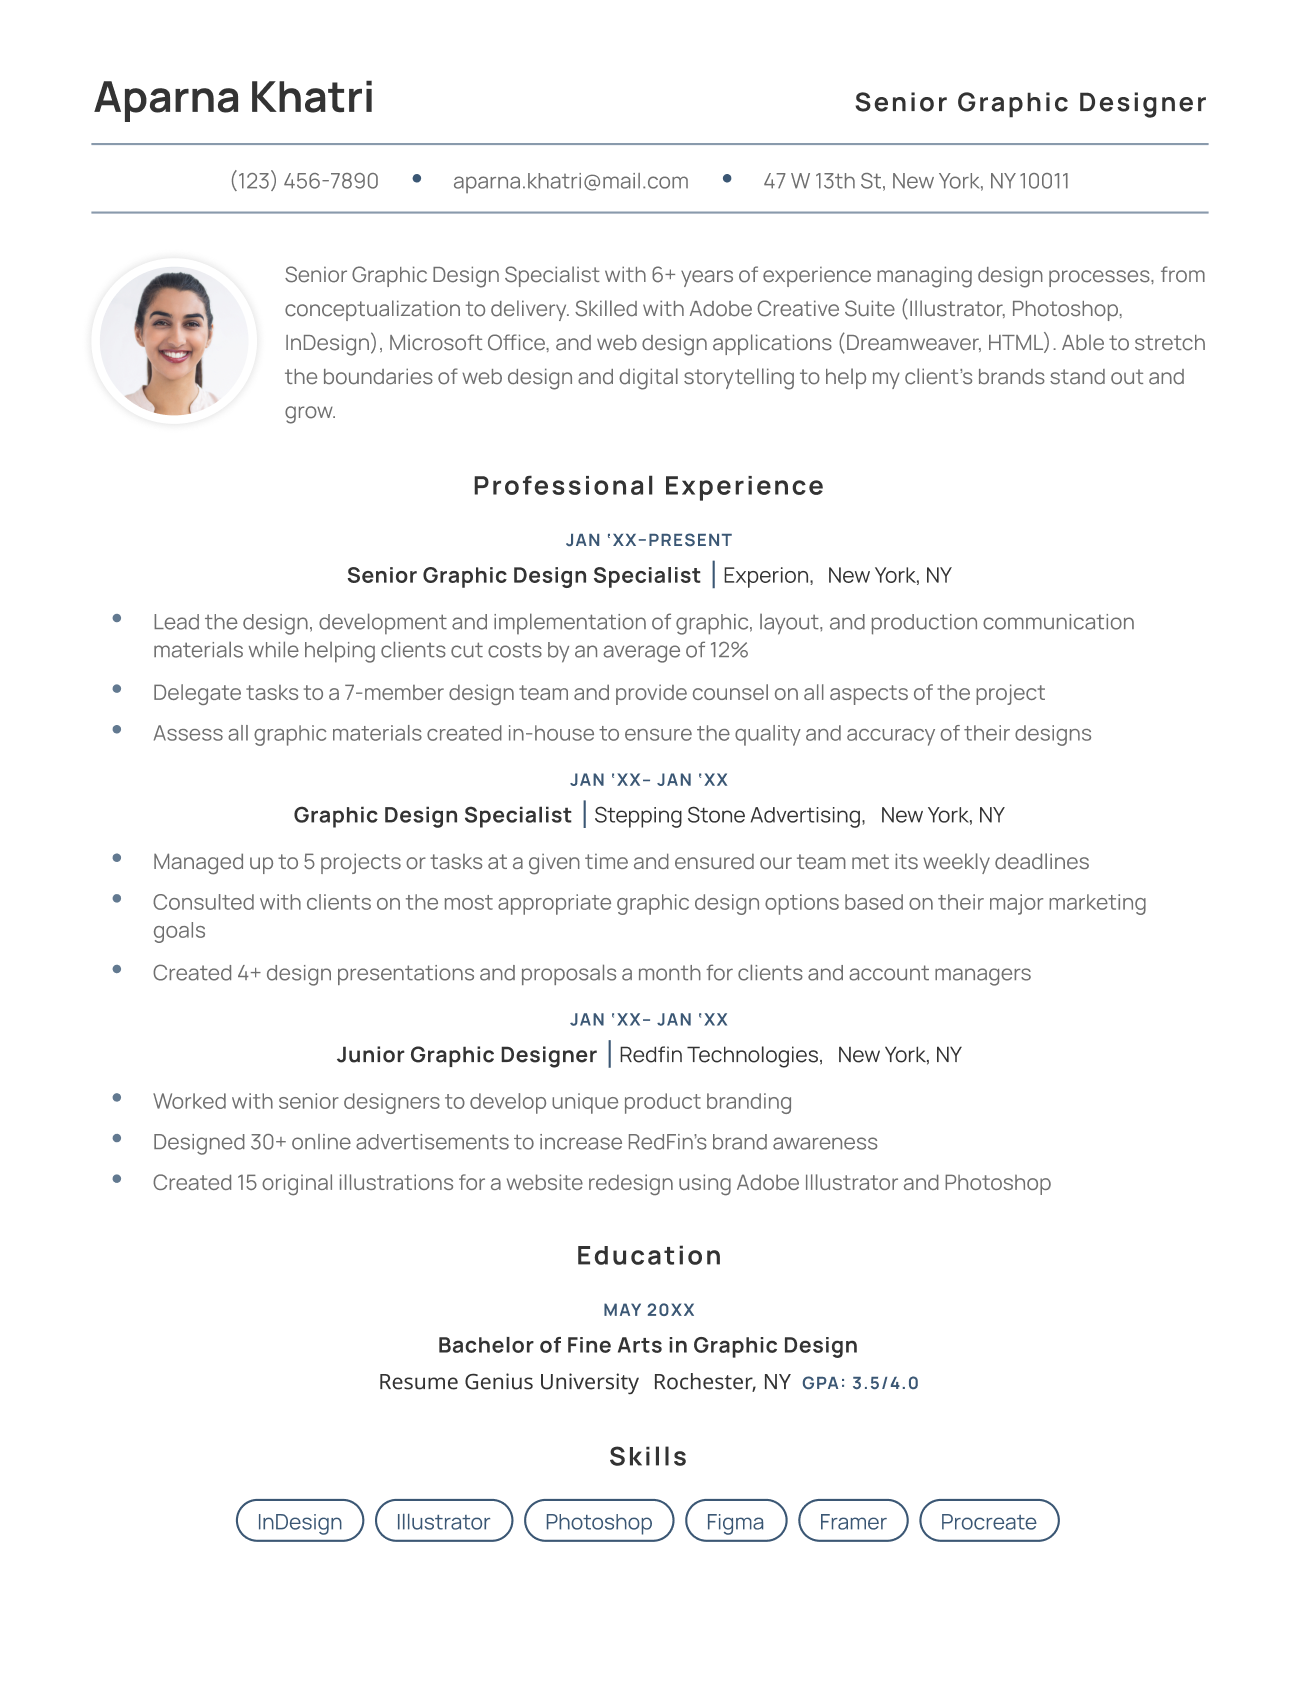 Aparna Khatri
Senior Graphic Designer
(123) 456-7890 • aparna.khatri@mail.com • 47 W 13th St, New York, NY 10011
Senior Graphic Design Specialist with 6+ years of experience managing design processes, from
conceptualization to delivery. Skilled with Adobe Creative Suite (Illustrator, Photoshop,
InDesign), Microsoft Office, and web design applications (Dreamweaver, HTML). Able to stretch
the boundaries of web design and digital storytelling to help my client's brands stand out and
grow.
Professional Experience
JAN ‘XX–PRESENT
Senior Graphic Design Specialist | Experion, New York, NY
• Lead the design, development and implementation of graphic, layout, and production communication
materials while helping clients cut costs by an average of 12%
• Delegate tasks to a 7-member design team and provide counsel on all aspects of the project
• Assess all graphic materials created in-house to ensure the quality and accuracy of their designs
JAN ‘XX– JAN ‘XX
Graphic Design Specialist | Stepping Stone Advertising, New York, NY
• Managed up to 5 projects or tasks at a given time and ensured our team met its weekly deadlines
• Consulted with clients on the most appropriate graphic design options based on their major marketing
goals
• Created 4+ design presentations and proposals a month for clients and account managers
JAN ‘XX– JAN ‘XX
Junior Graphic Designer | Redfin Technologies, New York, NY
• Worked with senior designers to develop unique product branding
• Designed 30+ online advertisements to increase RedFin's brand awareness
• Created 15 original illustrations for a website redesign using Adobe Illustrator and Photoshop
Education
MAY 20XX
Bachelor of Fine Arts in Graphic Design
Resume Genius University Rochester, NY GPA: 3.5/4.0
Skills
InDesign Illustrator Photoshop Figma Framer Procreate